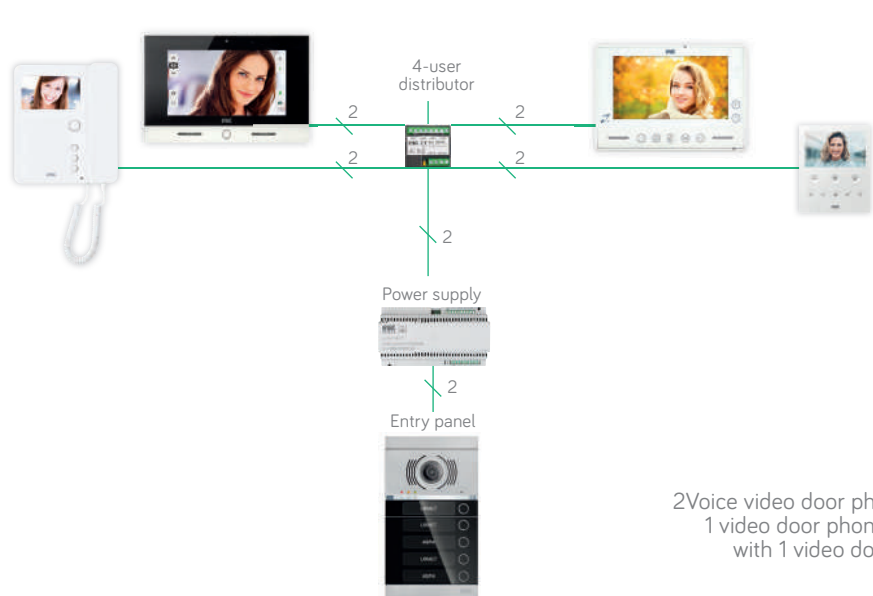 4-user
distributor
2
2
2
2
2
Power supply
2
Entry panel
2Voice video door ph
1 video door phon
with 1 video do